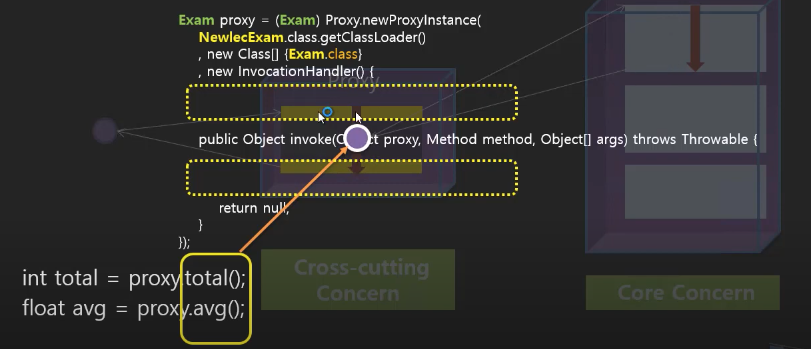 Exam proxy = (Exam) Proxy.newProxyInstance(
NewlecExam.class.getClassLoader()
, new Class[] {Exam.class}
, new InvocationHandler() {
Proxy
public Object invoke(Object proxy, Method method, Object[] args) throws Throwable {
return null;
}
});
int total = proxy.total();
float avg = proxy.avg();
Cross-cutting
Concern
Core Concern